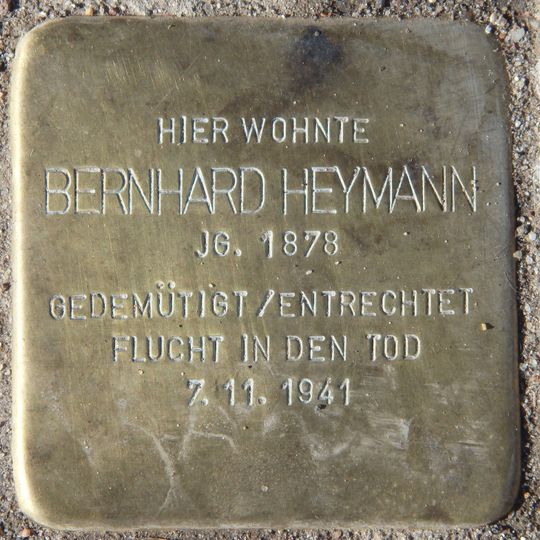 HIER WOHNTE
BERNHARD HEYMANN
JG. 1878
GEDEMÜTIGT/ENTRECHTET
FLUCHT IN DEN TOD
7.11.1941